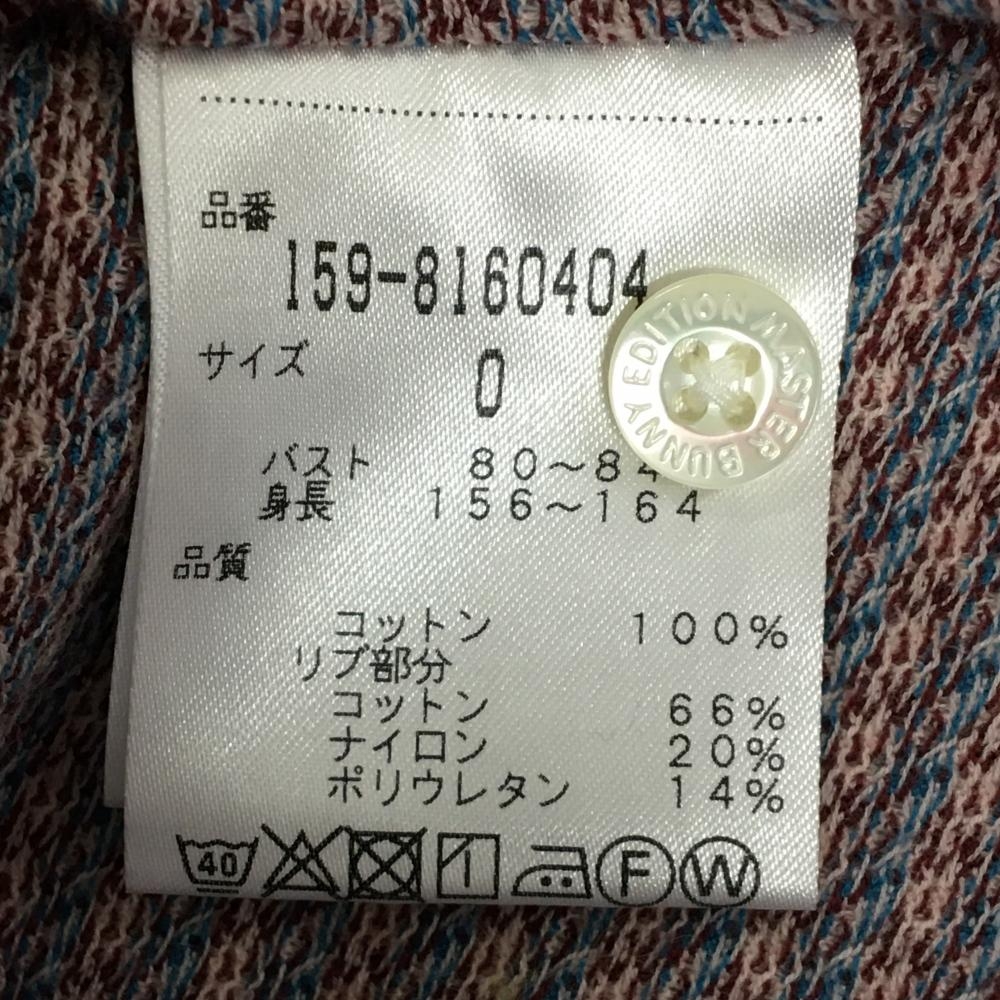 品番
159-8160404
サイズ 0
バスト 80~84
身長 156~164
品質
コットン 100%
リブ部分
コットン 66%
ナイロン 20%
ポリウレタン 14%
40 F W
MASTER BUNNY EDITION